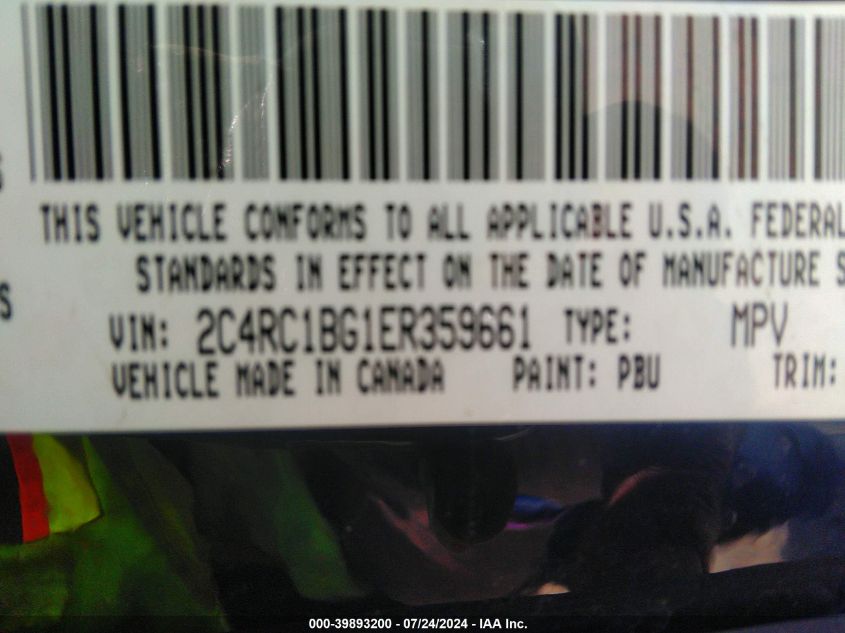 THIS VEHICLE CONFORMS TO ALL APPLICABLE U.S.A. FEDERAL
STANDARDS IN EFFECT ON THE DATE OF MANUFACTURE S
VIN: 2C4RC1BG1ER359661 TYPE: MPV
VEHICLE MADE IN CANADA PAINT: PBU TRIM:
S
000-39893200 - 07/24/2024 - IAA Inc.